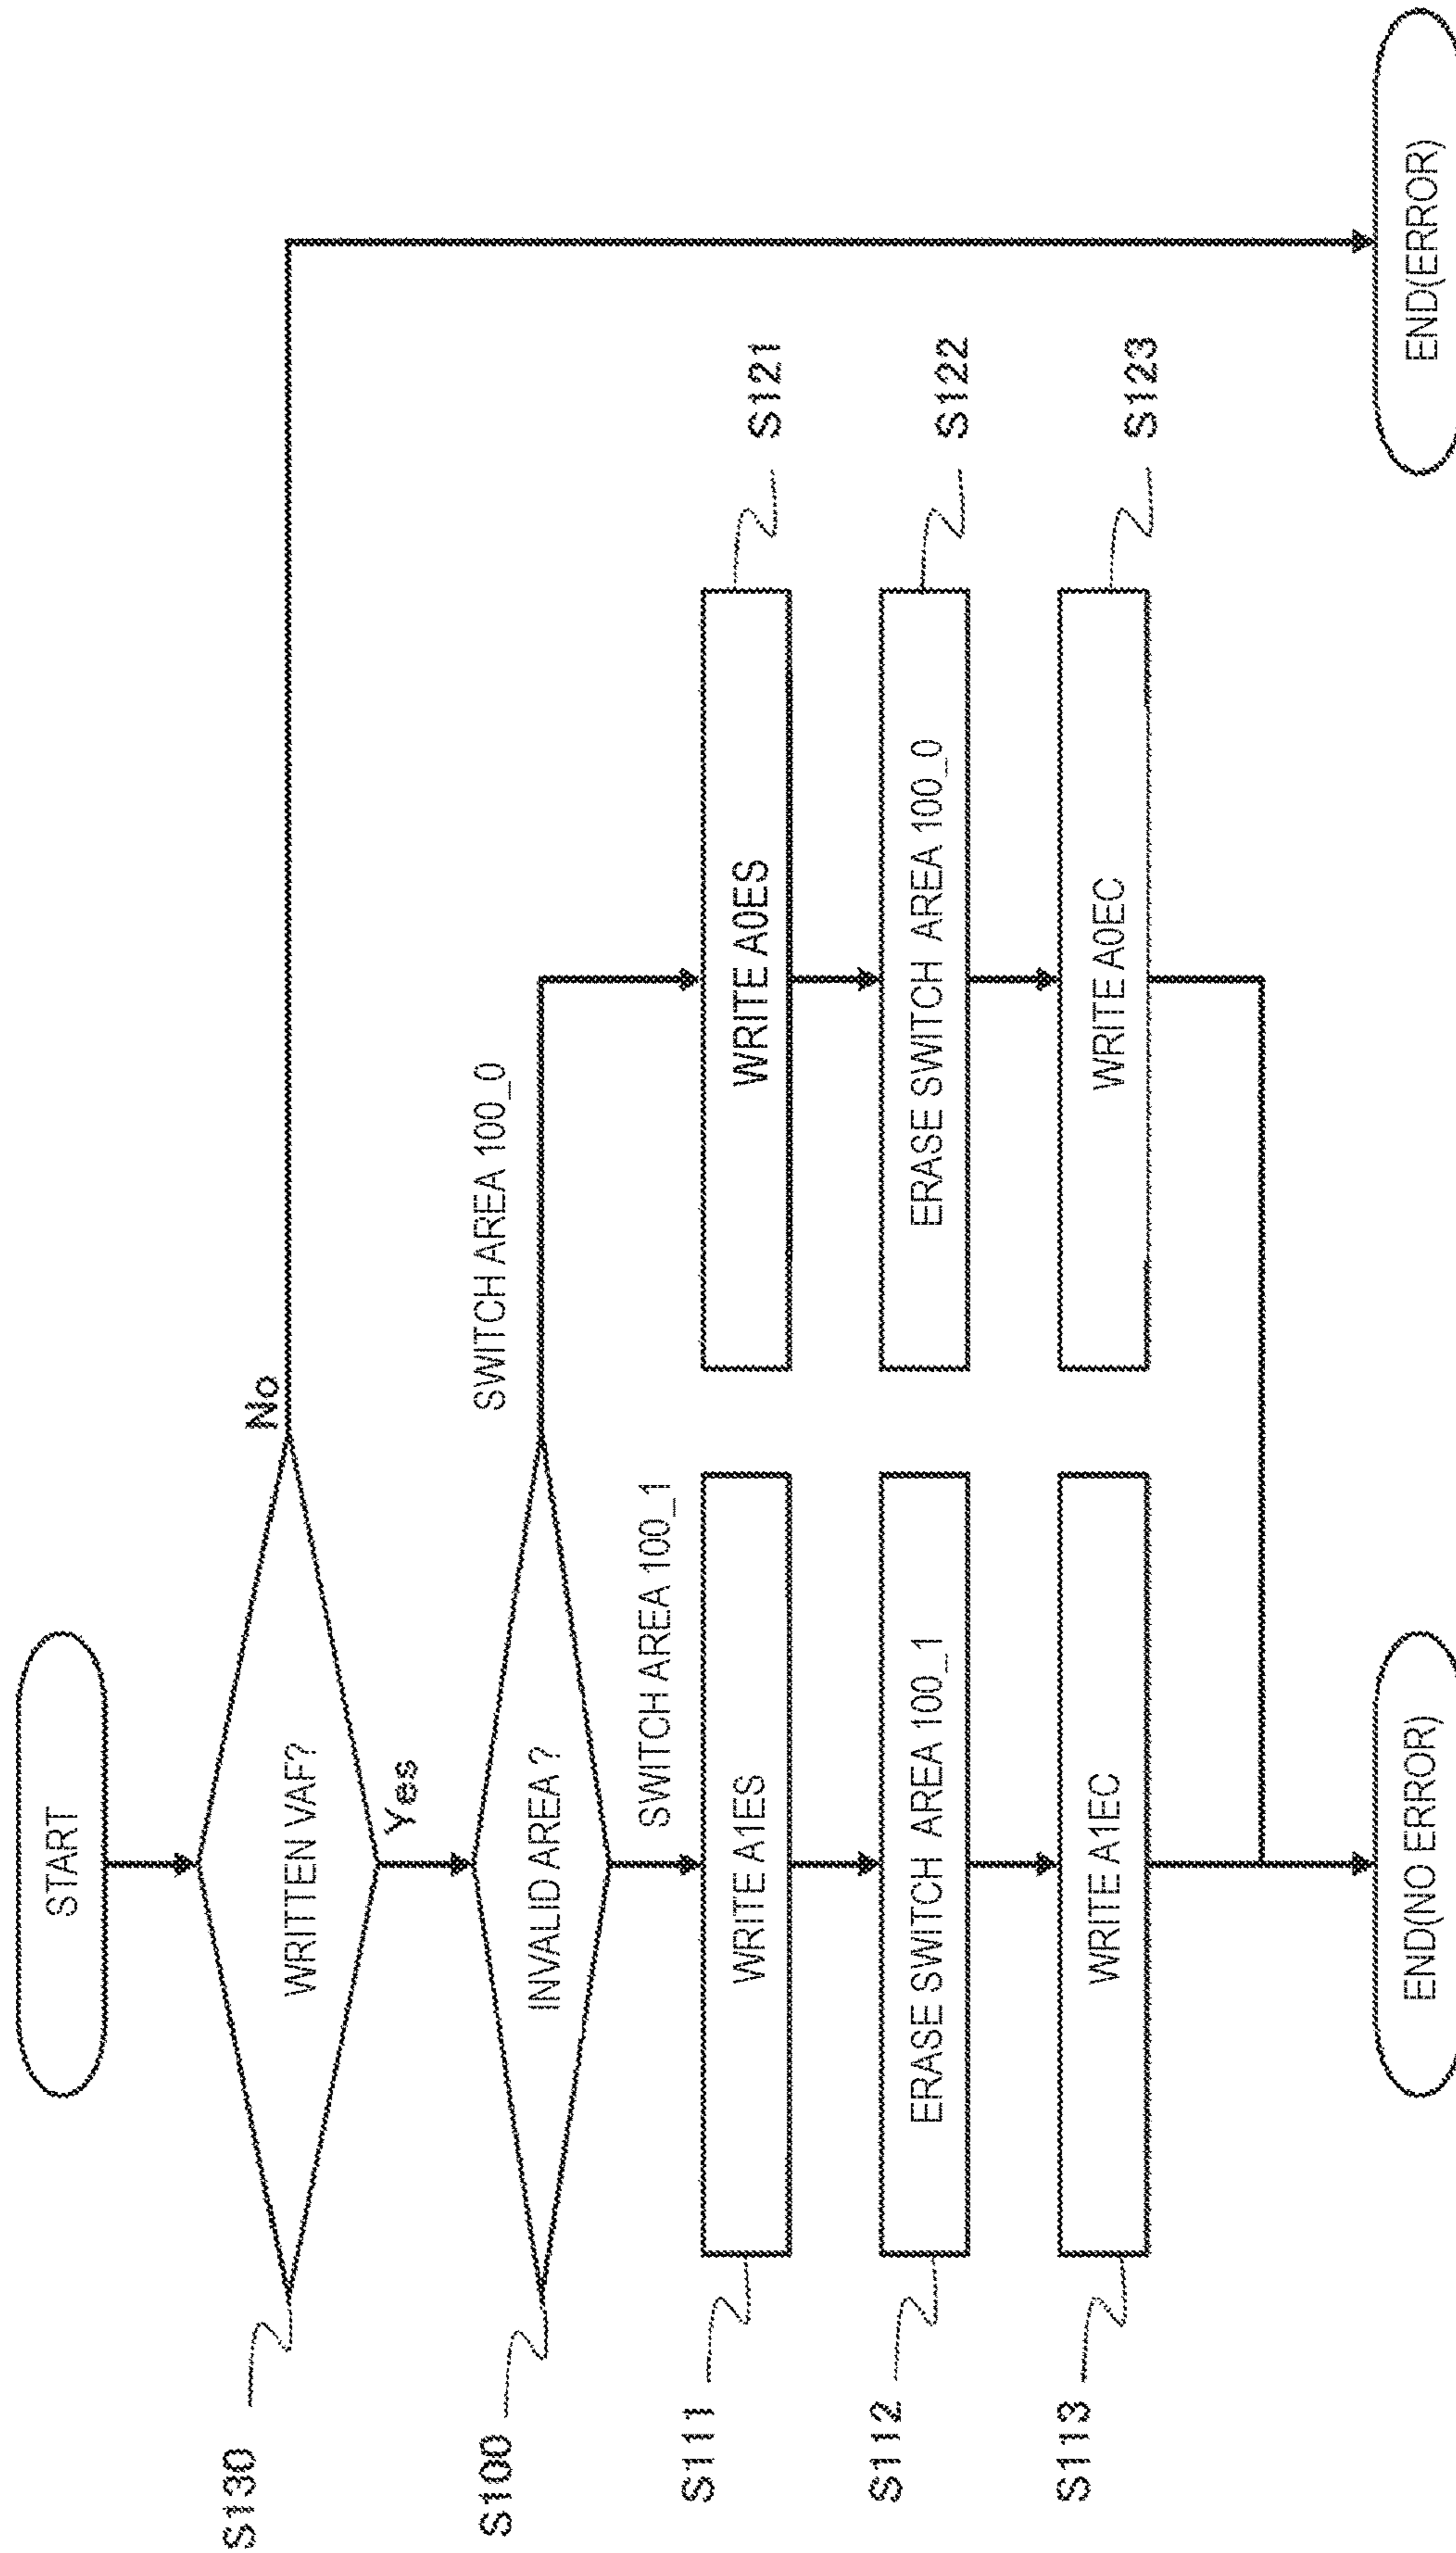 START
S130
WRITTEN VAF?
No
Yes
S100
INVALID AREA ?
SWITCH AREA 100_0
SWITCH AREA 100_1
S111
WRITE A1ES
WRITE A0ES
S121
S112
ERASE SWITCH AREA 100_1
ERASE SWITCH AREA 100_0
S122
S113
WRITE A1EC
WRITE A0EC
S123
END(NO ERROR)
END(ERROR)